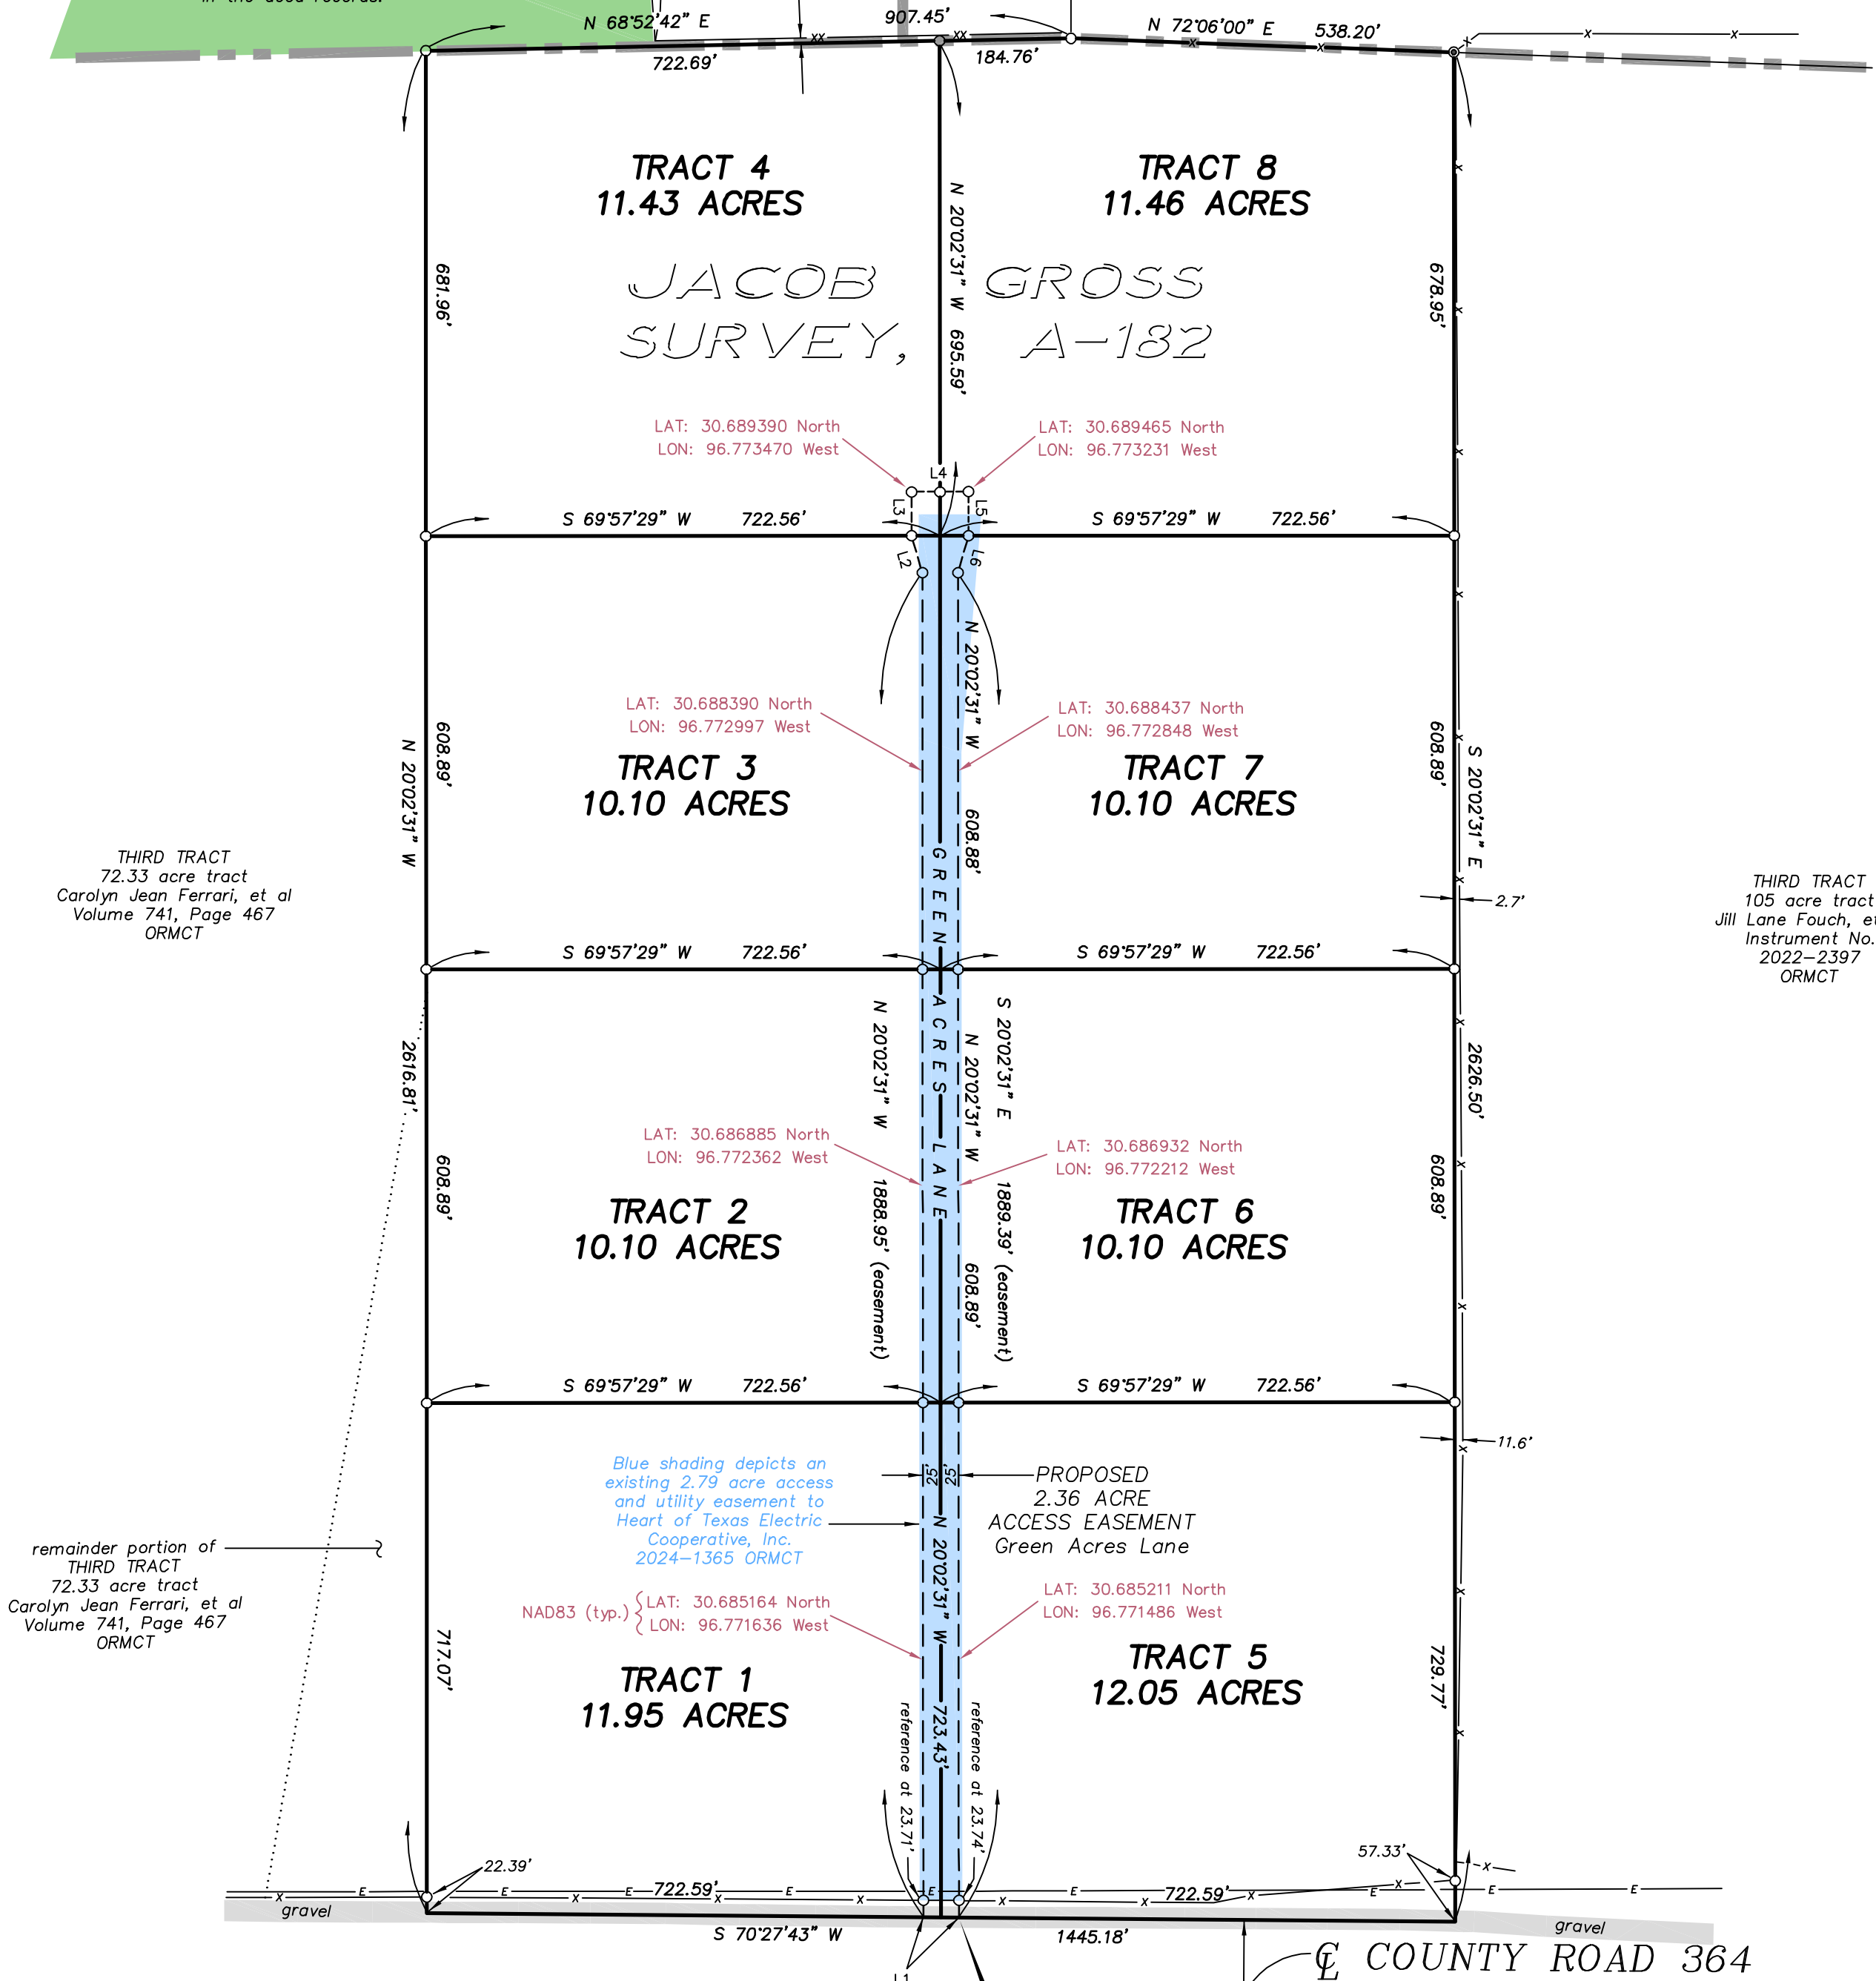 N 68°52'42" E
907.45'
N 72°06'00" E
538.20'
722.69'
184.76'
TRACT 4
11.43 ACRES
TRACT 8
11.46 ACRES
N 20°02'31" W 695.59'
681.96'
678.95'
JACOB GROSS
SURVEY, A-182
LAT: 30.689390 North
LON: 96.773470 West
LAT: 30.689465 North
LON: 96.773231 West
L4
L3
L5
S 69°57'29" W 722.56'
S 69°57'29" W 722.56'
L2
L6
N 20°02'31" W
608.88'
LAT: 30.688390 North
LON: 96.772997 West
LAT: 30.688437 North
LON: 96.772848 West
608.89'
608.89'
TRACT 3
10.10 ACRES
TRACT 7
10.10 ACRES
N 20°02'31" W
S 20°02'31" E
THIRD TRACT
72.33 acre tract
Carolyn Jean Ferrari, et al
Volume 741, Page 467
ORMCT
THIRD TRACT
105 acre tract
Jill Lane Fouch, et
Instrument No.
2022-2397
ORMCT
2.7'
GREEN ACRES LANE
S 69°57'29" W 722.56'
S 69°57'29" W 722.56'
2616.81'
2626.50'
N 20°02'31" W 1888.95' (easement)
N 20°02'31" W 608.89'
S 20°02'31" E 1889.39' (easement)
LAT: 30.686885 North
LON: 96.772362 West
LAT: 30.686932 North
LON: 96.772212 West
608.89'
608.89'
TRACT 2
10.10 ACRES
TRACT 6
10.10 ACRES
S 69°57'29" W 722.56'
S 69°57'29" W 722.56'
11.6'
Blue shading depicts an
existing 2.79 acre access
and utility easement to
Heart of Texas Electric
Cooperative, Inc.
2024-1365 ORMCT
25'
25'
PROPOSED
2.36 ACRE
ACCESS EASEMENT
Green Acres Lane
remainder portion of
THIRD TRACT
72.33 acre tract
Carolyn Jean Ferrari, et al
Volume 741, Page 467
ORMCT
NAD83 (typ.)
LAT: 30.685164 North
LON: 96.771636 West
LAT: 30.685211 North
LON: 96.771486 West
N 20°02'31" W
723.43'
717.07'
729.77'
TRACT 1
11.95 ACRES
TRACT 5
12.05 ACRES
reference at 23.71'
reference at 23.74'
22.39'
57.33'
722.59'
722.59'
gravel
gravel
S 70°27'43" W
1445.18'
L1
℄ COUNTY ROAD 364